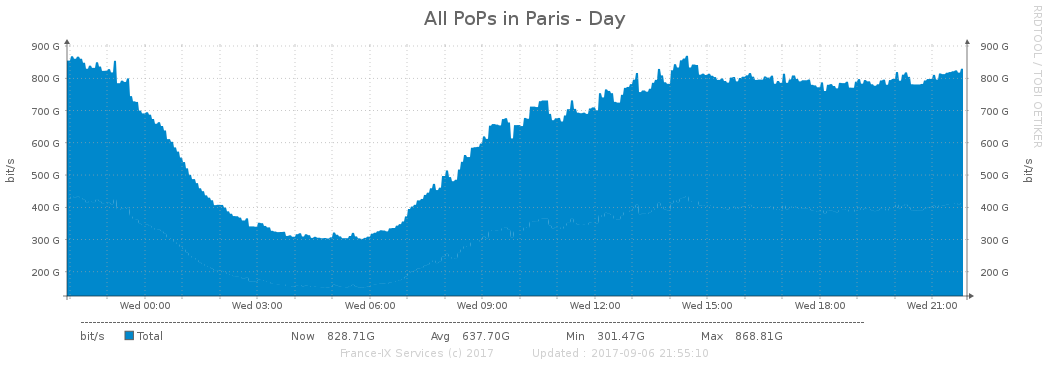 All PoPs in Paris - Day
RRDTOOL / TOBI OETIKER
900 G 900 G
800 G 800 G
700 G 700 G
600 G 600 G
500 G 500 G
400 G 400 G
300 G 300 G
200 G 200 G
bit/s bit/s
Wed 00:00 Wed 03:00 Wed 06:00 Wed 09:00 Wed 12:00 Wed 15:00 Wed 18:00 Wed 21:00
bit/s Total Now 828.71G Avg 637.70G Min 301.47G Max 868.81G
France-IX Services (c) 2017 Updated : 2017-09-06 21:55:10